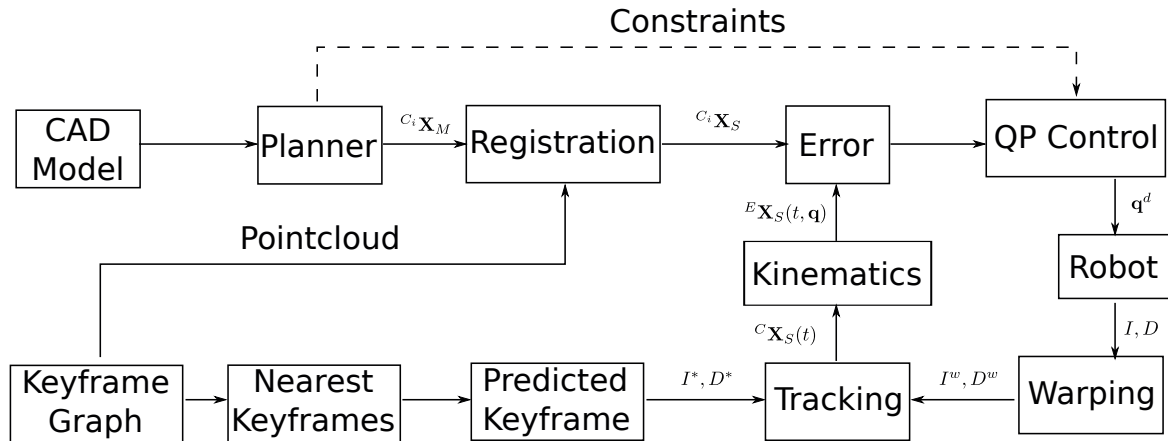 Constraints
CAD
Model
Planner
$^{C_i}\mathbf{X}_M$
Registration
$^{C_i}\mathbf{X}_S$
Error
QP Control
$^{E}\mathbf{X}_S(t, \mathbf{q})$
$\mathbf{q}^d$
Pointcloud
Kinematics
Robot
$^{C}\mathbf{X}_S(t)$
$I, D$
Keyframe
Graph
Nearest
Keyframes
Predicted
Keyframe
$I^*, D^*$
Tracking
$I^w, D^w$
Warping